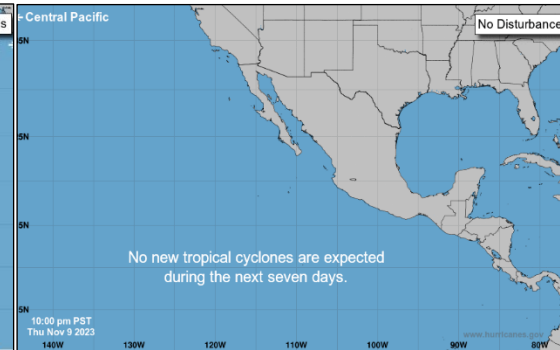 s
Central Pacific
No Disturbance
5N
5N
5N
5N
No new tropical cyclones are expected
during the next seven days.
10:00 pm PST
Thu Nov 9 2023
www.hurricanes.gov
140W 130W 120W 110W 100W 90W 80W